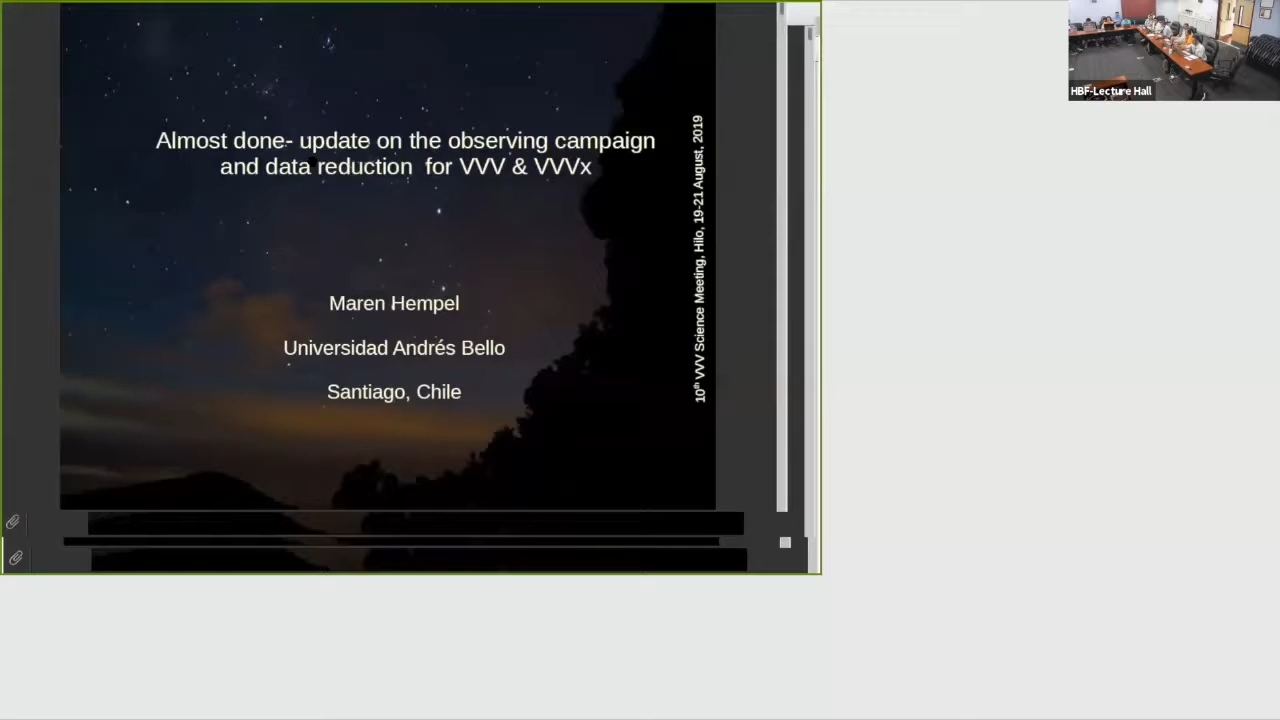 Almost done- update on the observing campaign
and data reduction for VVV & VVVx
Maren Hempel
Universidad Andrés Bello
Santiago, Chile
10th VVV Science Meeting, Hilo, 19-21 August, 2019
HBF-Lecture Hall